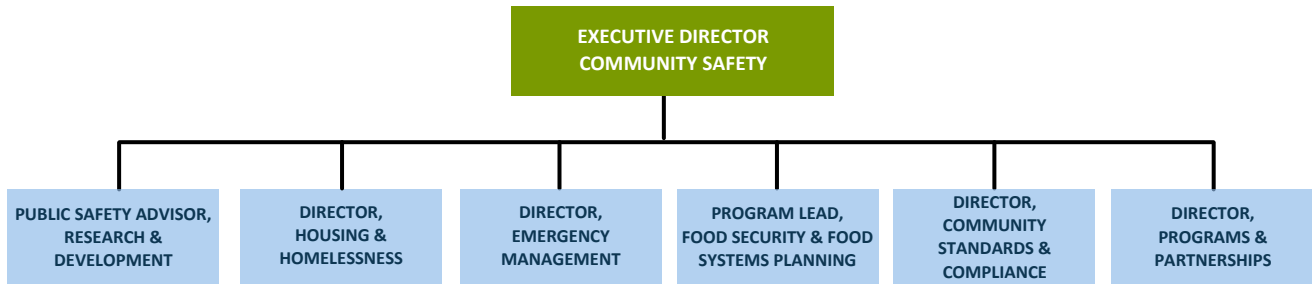 EXECUTIVE DIRECTOR
COMMUNITY SAFETY
PUBLIC SAFETY ADVISOR,
RESEARCH &
DEVELOPMENT
DIRECTOR,
HOUSING &
HOMELESSNESS
DIRECTOR,
EMERGENCY
MANAGEMENT
PROGRAM LEAD,
FOOD SECURITY & FOOD
SYSTEMS PLANNING
DIRECTOR,
COMMUNITY
STANDARDS &
COMPLIANCE
DIRECTOR,
PROGRAMS &
PARTNERSHIPS